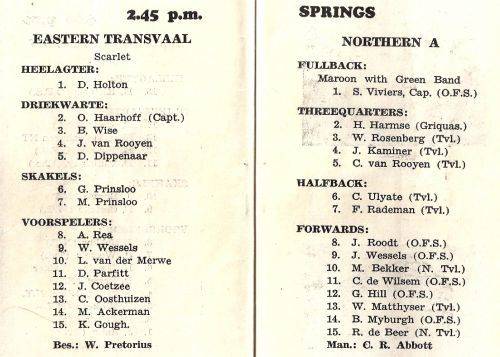 2.45 p.m.
EASTERN TRANSVAAL
Scarlet
HEELAGTER:
1. D. Holton
DRIEKWARTE:
2. O. Haarhoff (Capt.)
3. B. Wise
4. J. van Rooyen
5. D. Dippenaar
SKAKELS:
6. G. Prinsloo
7. M. Prinsloo
VOORSPELERS:
8. A. Rea
9. W. Wessels
10. L. van der Merwe
11. D. Parfitt
12. J. Coetzee
13. C. Oosthuizen
14. M. Ackerman
15. K. Gough.
Bes.: W. Pretorius
SPRINGS
NORTHERN A
FULLBACK:
Maroon with Green Band
1. S. Viviers, Cap. (O.F.S.)
THREEQUARTERS:
2. H. Harmse (Griquas.)
3. W. Rosenberg (Tvl.)
4. J. Kaminer (Tvl.)
5. C. van Rooyen (Tvl.)
HALFBACK:
6. C. Ulyate (Tvl.)
7. F. Rademan (Tvl.)
FORWARDS:
8. J. Roodt (O.F.S.)
9. J. Wessels (O.F.S.)
10. M. Bekker (N. Tvl.)
11. C. de Wilsem (O.F.S.)
12. G. Hill (O.F.S.)
13. W. Matthyser (Tvl.)
14. B. Myburgh (O.F.S.)
15. R. de Beer (N. Tvl.)
Man.: C. R. Abbott